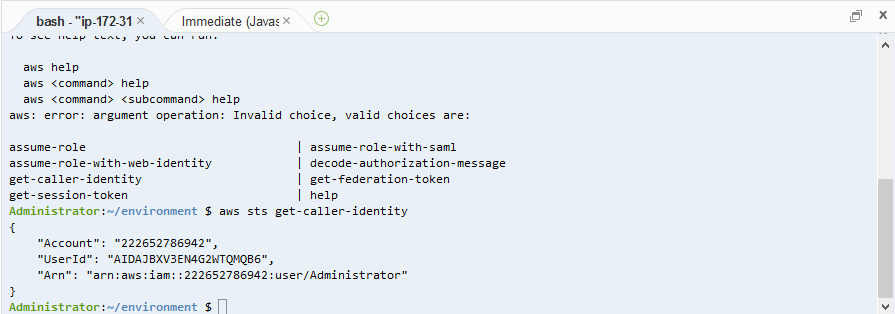 bash - "ip-172-31
Immediate (Javas
To see help text, you can run:
aws help
aws <command> help
aws <command> <subcommand> help
aws: error: argument operation: Invalid choice, valid choices are:
assume-role | assume-role-with-saml
assume-role-with-web-identity | decode-authorization-message
get-caller-identity | get-federation-token
get-session-token | help
Administrator:~/environment $ aws sts get-caller-identity
{
"Account": "222652786942",
"UserId": "AIDAJBXV3EN4G2WTQMQB6",
"Arn": "arn:aws:iam::222652786942:user/Administrator"
}
Administrator:~/environment $